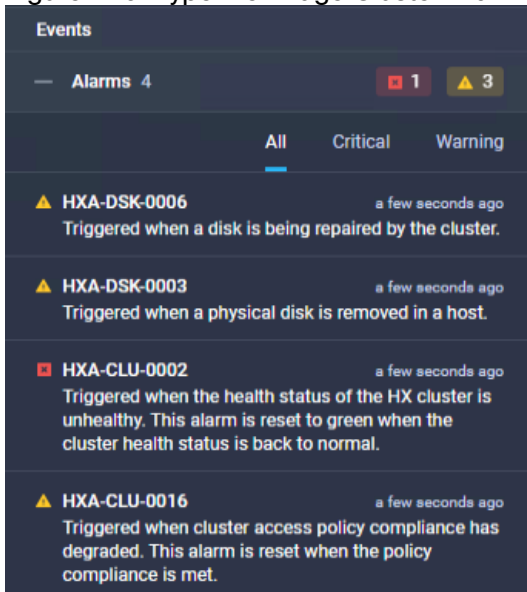 Events
Alarms 4 1 3
All Critical Warning
HXA-DSK-0006 a few seconds ago
Triggered when a disk is being repaired by the cluster.
HXA-DSK-0003 a few seconds ago
Triggered when a physical disk is removed in a host.
HXA-CLU-0002 a few seconds ago
Triggered when the health status of the HX cluster is
unhealthy. This alarm is reset to green when the
cluster health status is back to normal.
HXA-CLU-0016 a few seconds ago
Triggered when cluster access policy compliance has
degraded. This alarm is reset when the policy
compliance is met.